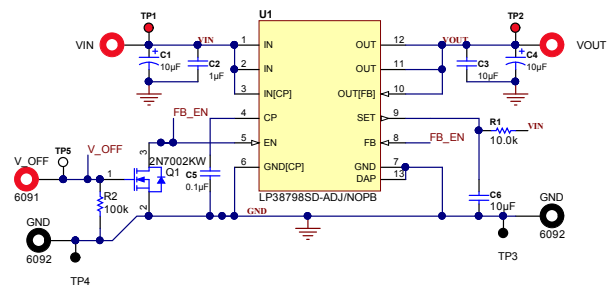 TP1
U1
TP2
VIN
VIN
1
IN
OUT
12
VOUT
VOUT
C1
10µF
C2
1µF
2
IN
OUT
11
C3
10µF
C4
10µF
3
IN[CP]
OUT[FB]
10
4
CP
SET
9
FB_EN
R1
VIN
10.0k
5
EN
FB
8
FB_EN
V_OFF
TP5
V_OFF
3
2N7002KW
Q1
C5
0.1µF
6
GND[CP]
GND
7
DAP
13
1
6091
R2
100k
2
LP38798SD-ADJ/NOPB
C6
10µF
GND
GND
GND
6092
6092
TP4
TP3